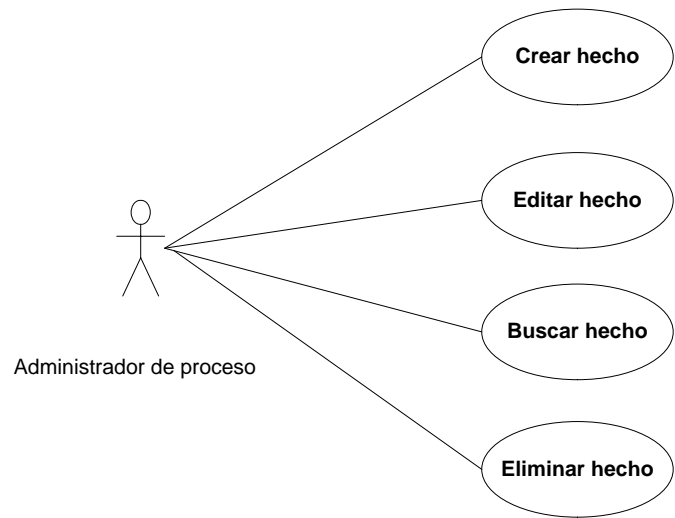 Crear hecho
Editar hecho
Buscar hecho
Administrador de proceso
Eliminar hecho